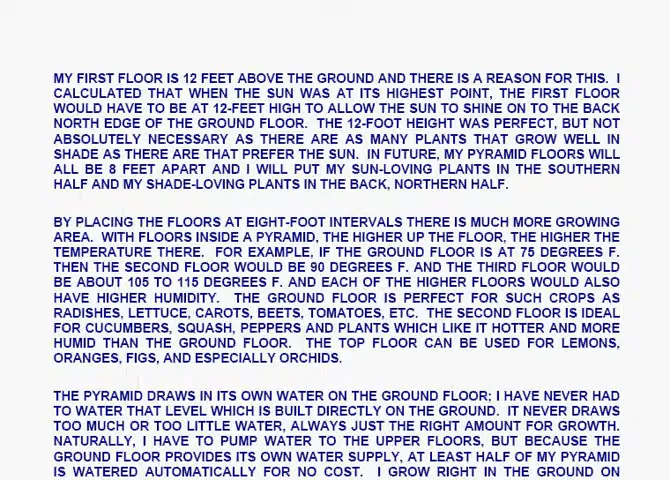 MY FIRST FLOOR IS 12 FEET ABOVE THE GROUND AND THERE IS A REASON FOR THIS. I
CALCULATED THAT WHEN THE SUN WAS AT ITS HIGHEST POINT, THE FIRST FLOOR
WOULD HAVE TO BE AT 12-FEET HIGH TO ALLOW THE SUN TO SHINE ON TO THE BACK
NORTH EDGE OF THE GROUND FLOOR. THE 12-FOOT HEIGHT WAS PERFECT, BUT NOT
ABSOLUTELY NECESSARY AS THERE ARE AS MANY PLANTS THAT GROW WELL IN
SHADE AS THERE ARE THAT PREFER THE SUN. IN FUTURE, MY PYRAMID FLOORS WILL
ALL BE 8 FEET APART AND I WILL PUT MY SUN-LOVING PLANTS IN THE SOUTHERN
HALF AND MY SHADE-LOVING PLANTS IN THE BACK, NORTHERN HALF.
BY PLACING THE FLOORS AT EIGHT-FOOT INTERVALS THERE IS MUCH MORE GROWING
AREA. WITH FLOORS INSIDE A PYRAMID, THE HIGHER UP THE FLOOR, THE HIGHER THE
TEMPERATURE THERE. FOR EXAMPLE, IF THE GROUND FLOOR IS AT 75 DEGREES F.
THEN THE SECOND FLOOR WOULD BE 90 DEGREES F. AND THE THIRD FLOOR WOULD
BE ABOUT 105 TO 115 DEGREES F. AND EACH OF THE HIGHER FLOORS WOULD ALSO
HAVE HIGHER HUMIDITY. THE GROUND FLOOR IS PERFECT FOR SUCH CROPS AS
RADISHES, LETTUCE, CAROTS, BEETS, TOMATOES, ETC. THE SECOND FLOOR IS IDEAL
FOR CUCUMBERS, SQUASH, PEPPERS AND PLANTS WHICH LIKE IT HOTTER AND MORE
HUMID THAN THE GROUND FLOOR. THE TOP FLOOR CAN BE USED FOR LEMONS,
ORANGES, FIGS, AND ESPECIALLY ORCHIDS.
THE PYRAMID DRAWS IN ITS OWN WATER ON THE GROUND FLOOR; I HAVE NEVER HAD
TO WATER THAT LEVEL WHICH IS BUILT DIRECTLY ON THE GROUND. IT NEVER DRAWS
TOO MUCH OR TOO LITTLE WATER, ALWAYS JUST THE RIGHT AMOUNT FOR GROWTH.
NATURALLY, I HAVE TO PUMP WATER TO THE UPPER FLOORS, BUT BECAUSE THE
GROUND FLOOR PROVIDES ITS OWN WATER SUPPLY, AT LEAST HALF OF MY PYRAMID
IS WATERED AUTOMATICALLY FOR NO COST. I GROW RIGHT IN THE GROUND ON